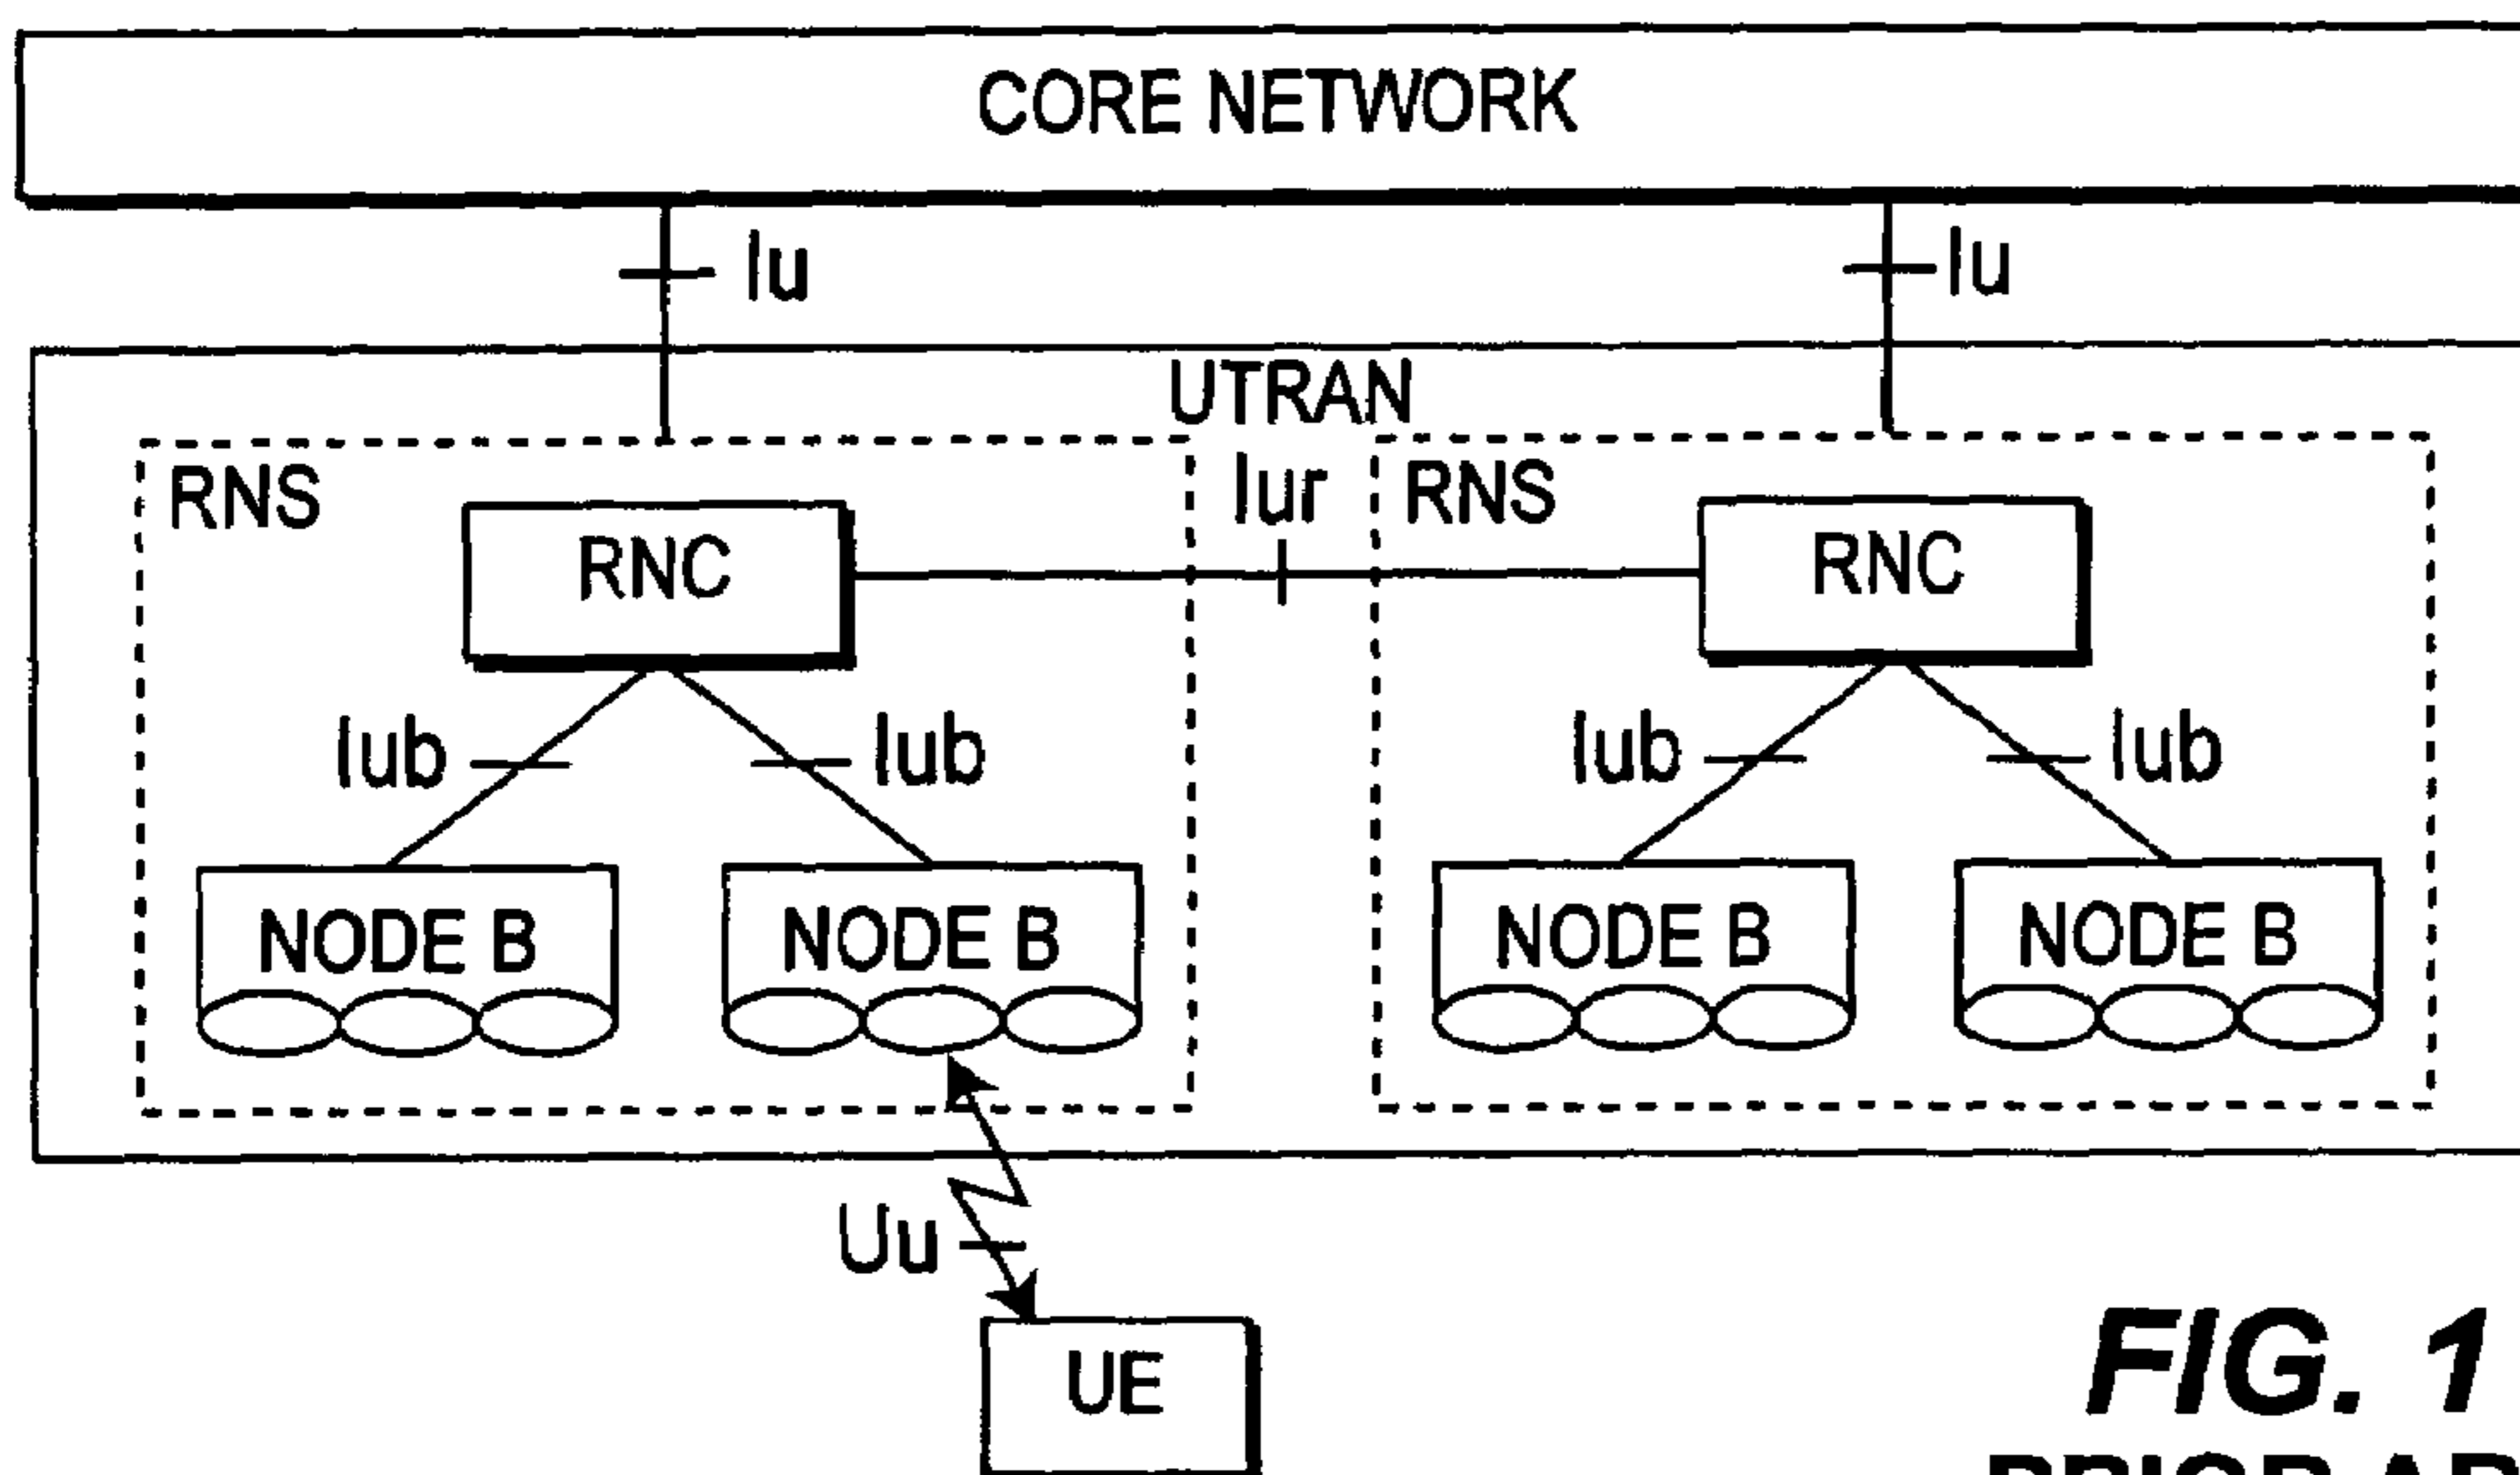 CORE NETWORK
Iu
Iu
UTRAN
RNS
Iur
RNS
RNC
RNC
Iub
Iub
Iub
Iub
NODE B
NODE B
NODE B
NODE B
Uu
UE
FIG. 1
PRIOR